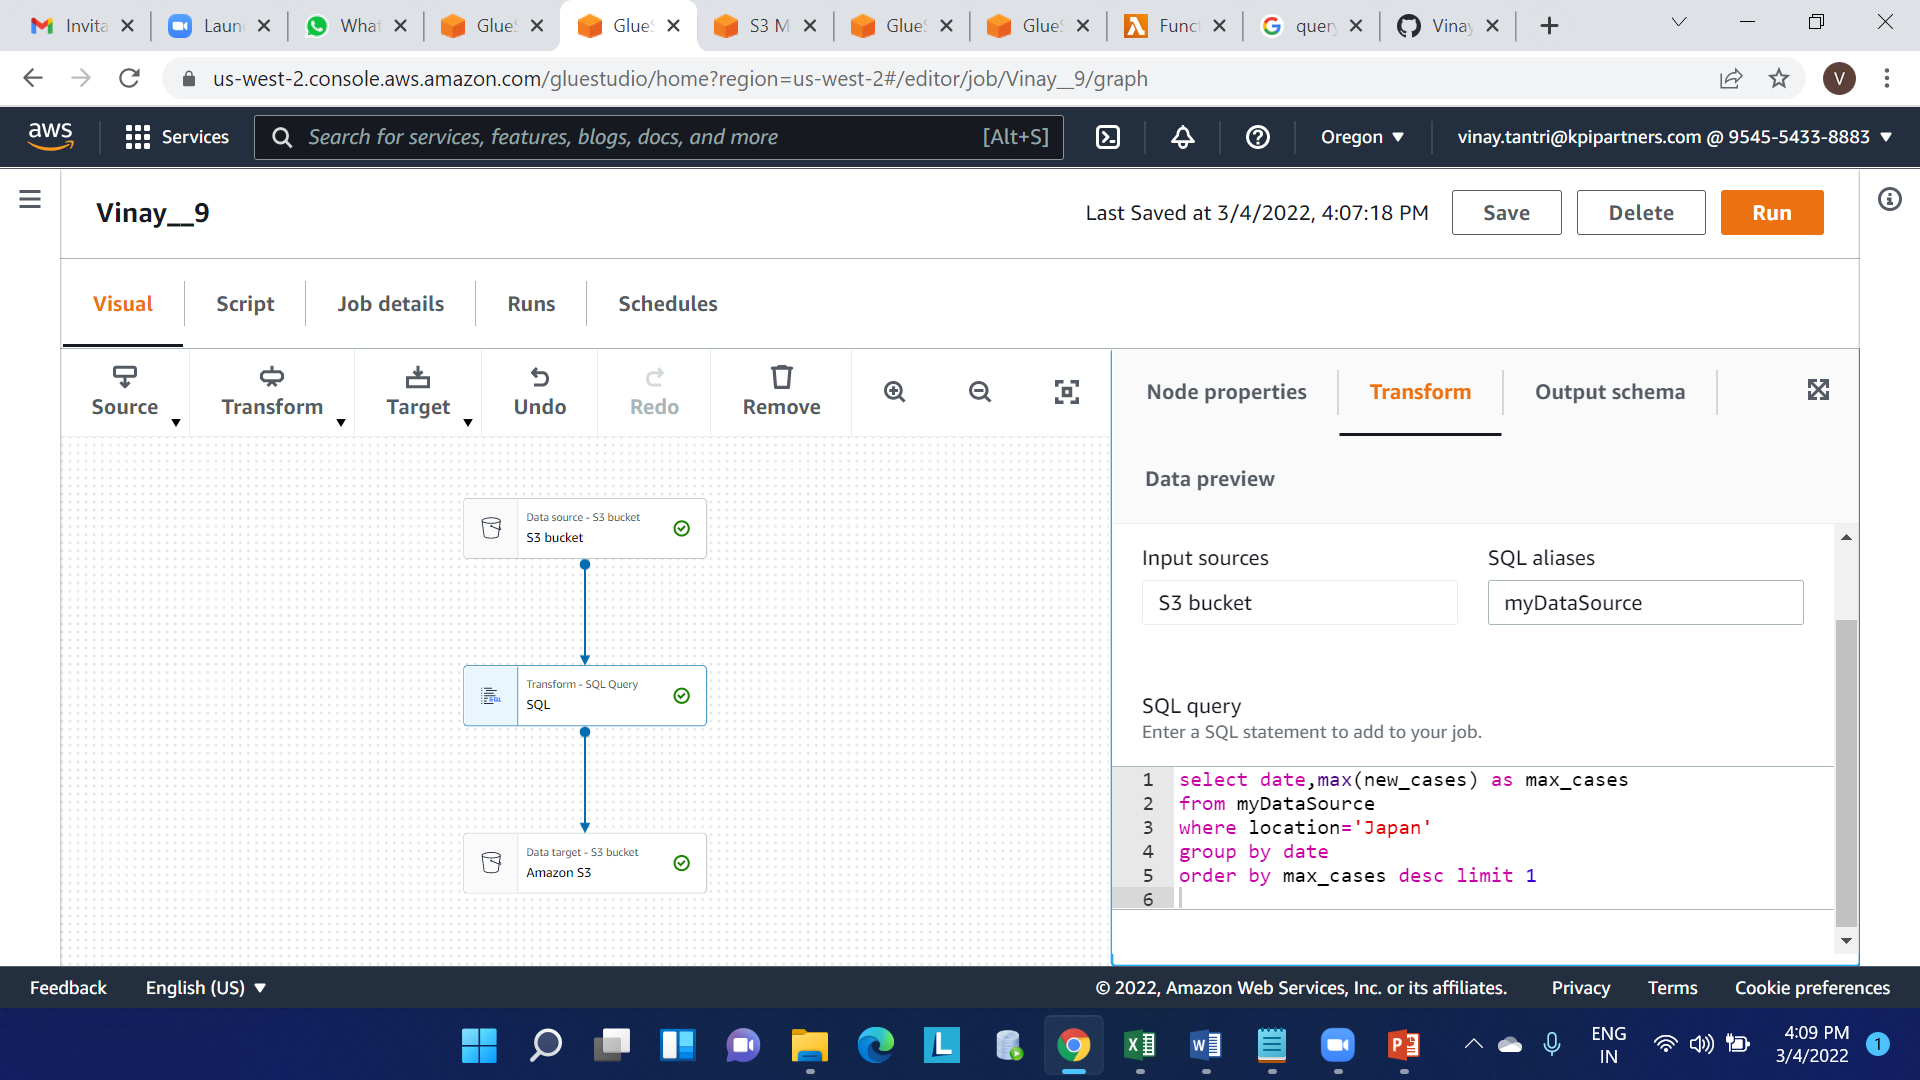 Invita
Laun
What
Glue
Glue
S3 M
Glue
Glue
Func
query
Vinay
us-west-2.console.aws.amazon.com/gluestudio/home?region=us-west-2#/editor/job/Vinay__9/graph
V
aws
Services
Search for services, features, blogs, docs, and more [Alt+S]
Oregon
vinay.tantri@kpipartners.com @ 9545-5433-8883
Vinay__9
Last Saved at 3/4/2022, 4:07:18 PM
Save
Delete
Run
Visual
Script
Job details
Runs
Schedules
Source
Transform
Target
Undo
Redo
Remove
Node properties
Transform
Output schema
Data preview
Data source - S3 bucket
S3 bucket
Transform - SQL Query
SQL
Data target - S3 bucket
Amazon S3
Input sources
SQL aliases
S3 bucket
myDataSource
SQL query
Enter a SQL statement to add to your job.
1 select date,max(new_cases) as max_cases
2 from myDataSource
3 where location='Japan'
4 group by date
5 order by max_cases desc limit 1
6
Feedback
English (US)
© 2022, Amazon Web Services, Inc. or its affiliates.
Privacy
Terms
Cookie preferences
ENG
IN
4:09 PM
3/4/2022
1